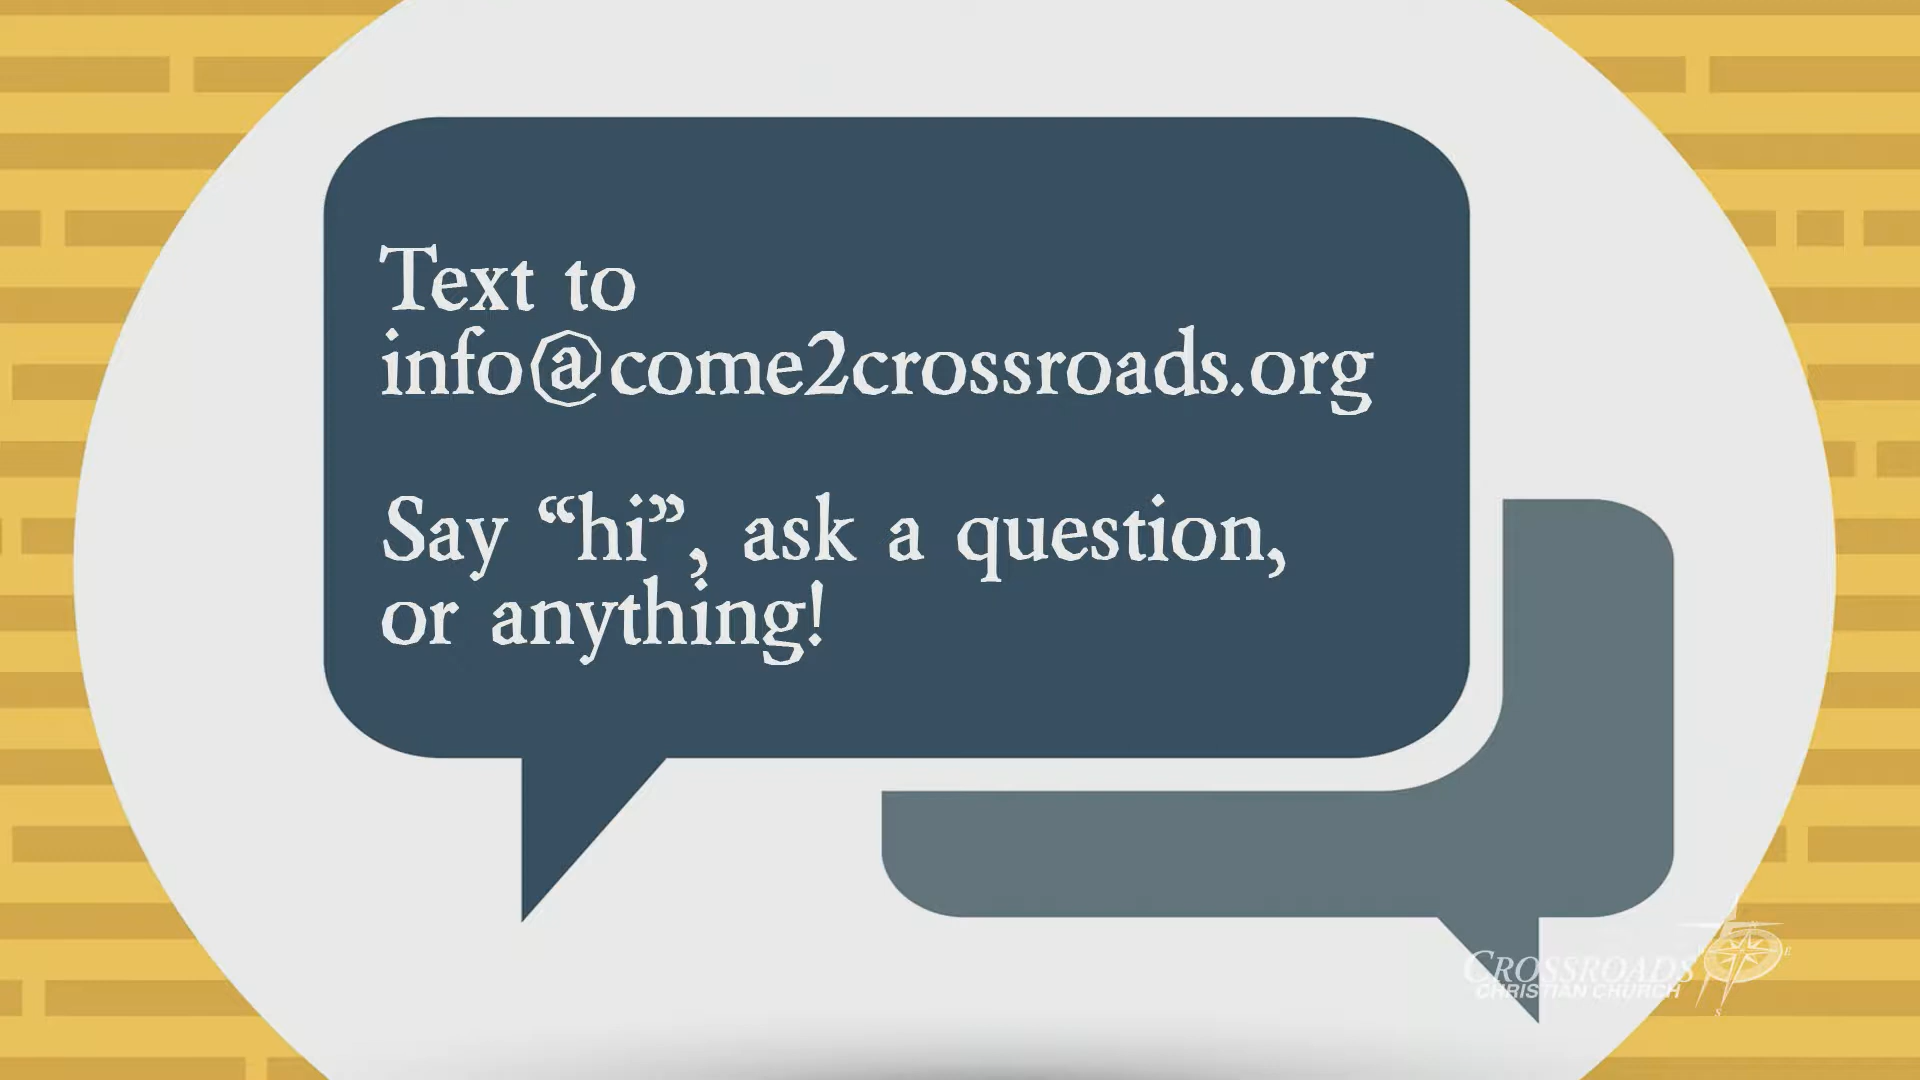 Text to
info@come2crossroads.org
Say “hi”, ask a question,
or anything!
CROSSROADS
CHRISTIAN CHURCH
N
E
S